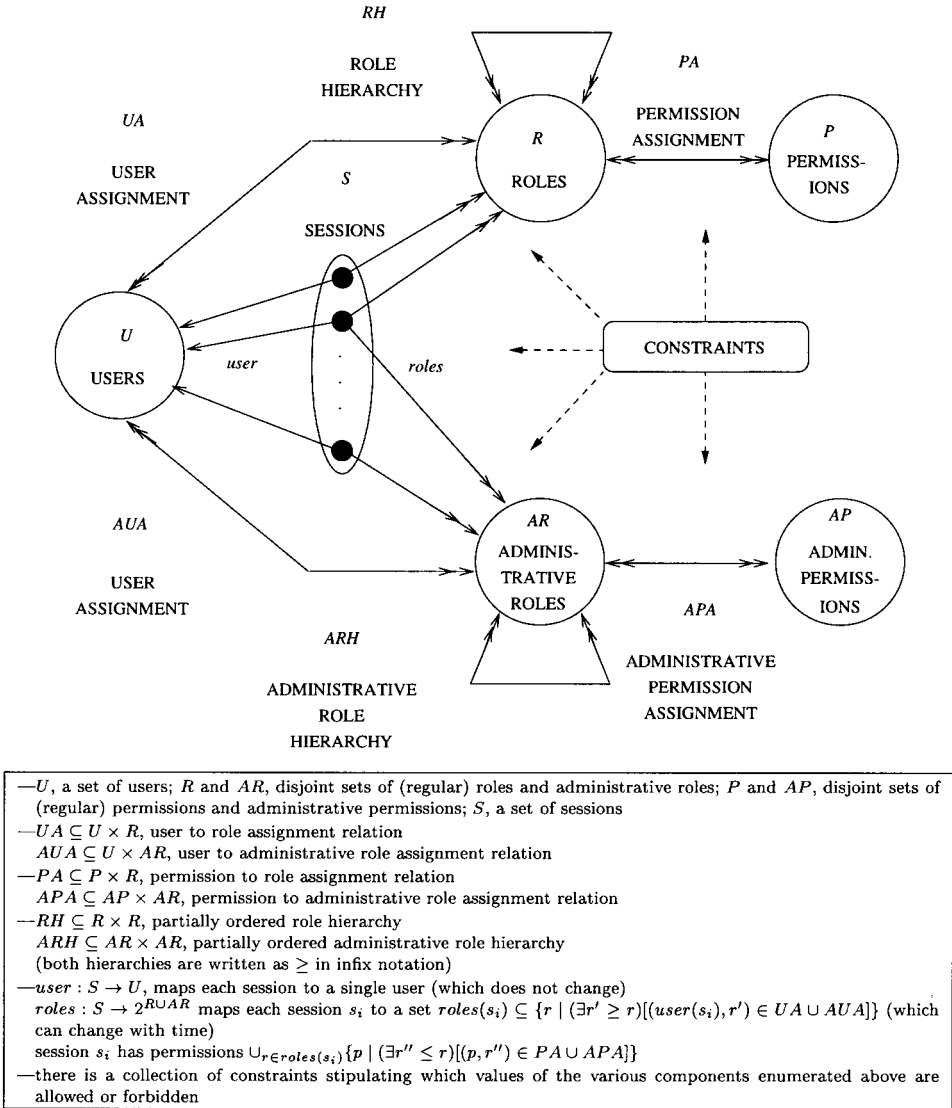 RH
ROLE
HIERARCHY
PA
PERMISSION
ASSIGNMENT
UA
USER
ASSIGNMENT
S
SESSIONS
R
ROLES
P
PERMISS-
IONS
U
USERS
user
roles
CONSTRAINTS
AUA
USER
ASSIGNMENT
AR
ADMINIS-
TRATIVE
ROLES
AP
ADMIN.
PERMISS-
IONS
ARH
ADMINISTRATIVE
ROLE
HIERARCHY
APA
ADMINISTRATIVE
PERMISSION
ASSIGNMENT
—U, a set of users; R and AR, disjoint sets of (regular) roles and administrative roles; P and AP, disjoint sets of
(regular) permissions and administrative permissions; S, a set of sessions
—UA ⊆ U × R, user to role assignment relation
AUA ⊆ U × AR, user to administrative role assignment relation
—PA ⊆ P × R, permission to role assignment relation
APA ⊆ AP × AR, permission to administrative role assignment relation
—RH ⊆ R × R, partially ordered role hierarchy
ARH ⊆ AR × AR, partially ordered administrative role hierarchy
(both hierarchies are written as ≥ in infix notation)
—user : S → U, maps each session to a single user (which does not change)
roles : S → 2^{R∪AR} maps each session s_i to a set roles(s_i) ⊆ {r | (∃r′ ≥ r)[(user(s_i), r′) ∈ UA ∪ AUA]} (which
can change with time)
session s_i has permissions ∪_{r∈roles(s_i)}{p | (∃r″ ≤ r)[(p, r″) ∈ PA ∪ APA]}
—there is a collection of constraints stipulating which values of the various components enumerated above are
allowed or forbidden